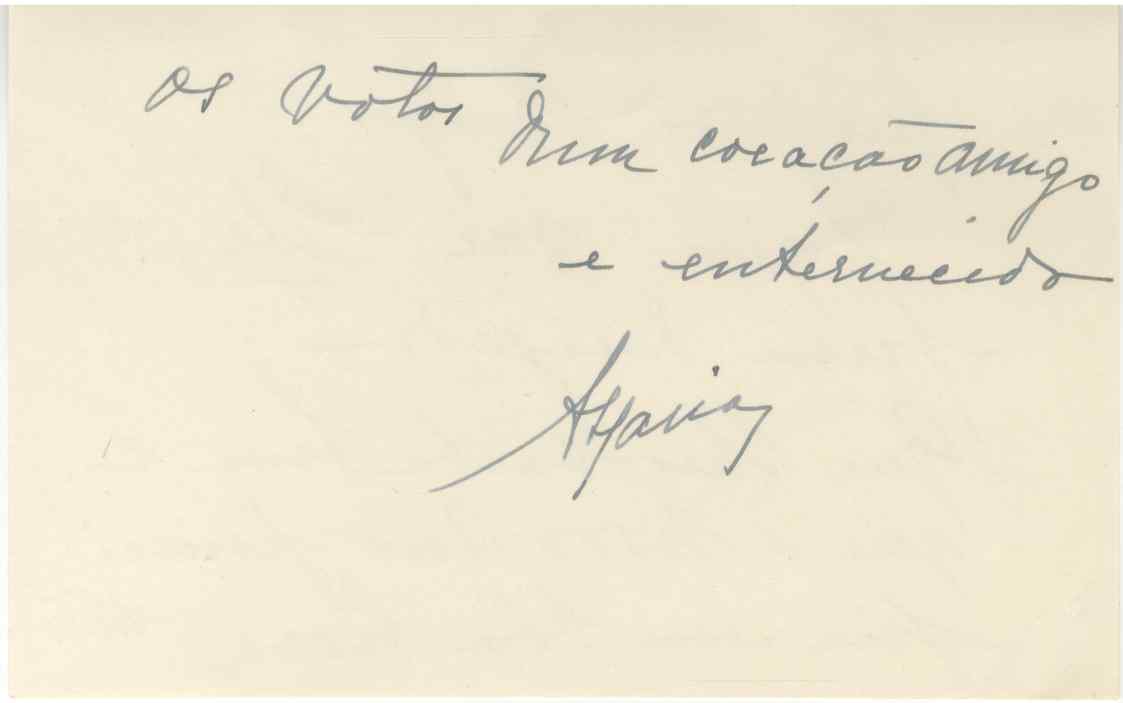 os votos
dum coração amigo
e enternecido